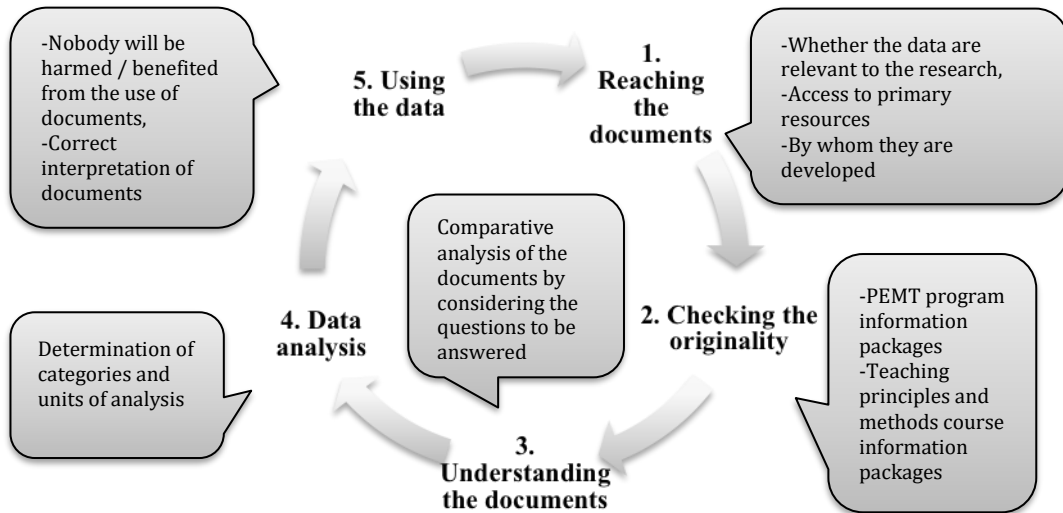 -Nobody will be
harmed / benefited
from the use of
documents,
-Correct
interpretation of
documents
5. Using
the data
1.
Reaching
the
documents
-Whether the data are
relevant to the research,
-Access to primary
resources
-By whom they are
developed
Comparative
analysis of the
documents by
considering the
questions to be
answered
2. Checking the
originality
-PEMT program
information
packages
-Teaching
principles and
methods course
information
packages
4. Data
analysis
Determination of
categories and
units of analysis
3.
Understanding
the documents